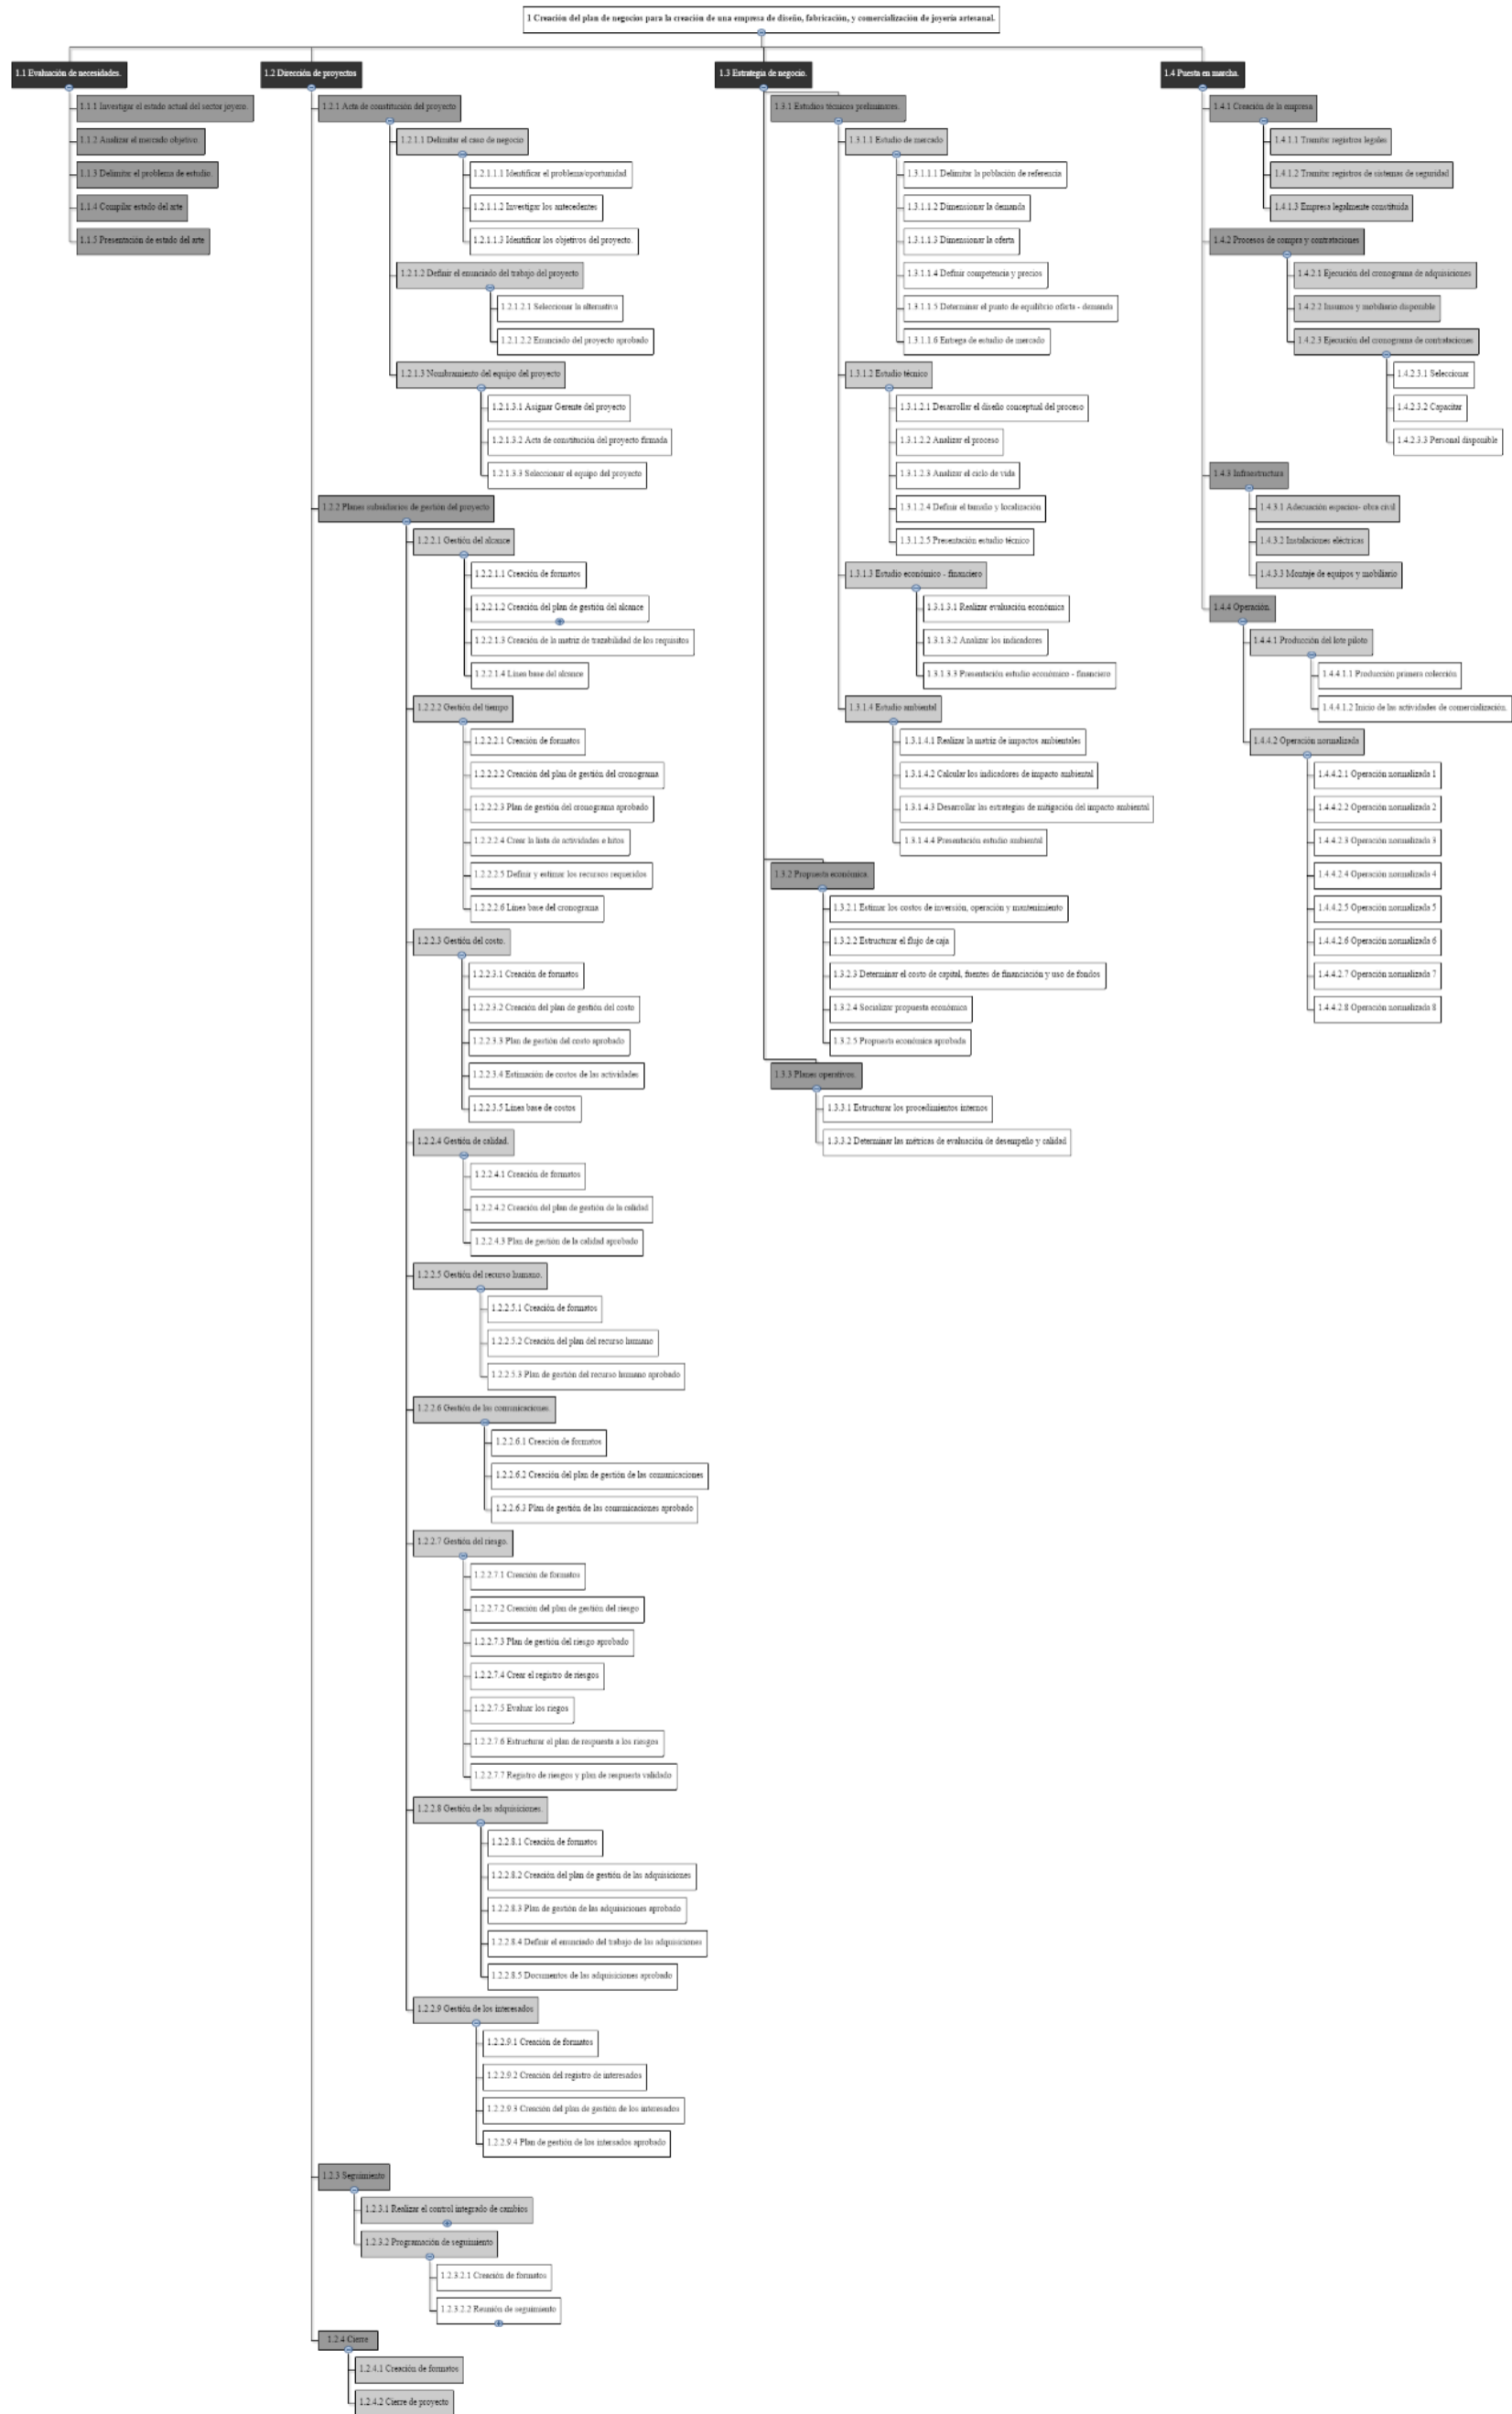 1 Creación del plan de negocios para la creación de una empresa de diseño, fabricación, y comercialización de joyería artesanal.
1.1 Evaluación de necesidades.
1.1.1 Investigar el estado actual del sector joyero.
1.1.2 Analizar el mercado objetivo.
1.1.3 Delimitar el problema de estudio
1.1.4 Compilar estado del arte
1.1.5 Presentación de estado del arte
1.2 Dirección de proyectos
1.2.1 Acta de constitución del proyecto
1.2.1.1 Delimitar el caso de negocio
1.2.1.1.1 Identificar el problema/oportunidad
1.2.1.1.2 Investigar los antecedentes
1.2.1.1.3 Identificar los objetivos del proyecto.
1.2.1.2 Definir el enunciado del trabajo del proyecto
1.2.1.2.1 Seleccionar la alternativa
1.2.1.2.2 Enunciado del proyecto aprobado
1.2.1.3 Nombramiento del equipo del proyecto
1.2.1.3.1 Asignar Gerente del proyecto
1.2.1.3.2 Acta de constitución del proyecto firmada
1.2.1.3.3 Seleccionar el equipo del proyecto
1.2.2 Planes subsidiarios de gestión del proyecto
1.2.2.1 Gestión del alcance
1.2.2.1.1 Creación de formatos
1.2.2.1.2 Creación del plan de gestión del alcance
1.2.2.1.3 Creación de la matriz de trazabilidad de los requisitos
1.2.2.1.4 Línea base del alcance
1.2.2.2 Gestión del tiempo
1.2.2.2.1 Creación de formatos
1.2.2.2.2 Creación del plan de gestión del cronograma
1.2.2.2.3 Plan de gestión del cronograma aprobado
1.2.2.2.4 Crear la lista de actividades e hitos
1.2.2.2.5 Definir y estimar los recursos requeridos
1.2.2.2.6 Línea base del cronograma
1.2.2.3 Gestión del costo.
1.2.2.3.1 Creación de formatos
1.2.2.3.2 Creación del plan de gestión del costo
1.2.2.3.3 Plan de gestión del costo aprobado
1.2.2.3.4 Estimación de costos de las actividades
1.2.2.3.5 Línea base de costos
1.2.2.4 Gestión de calidad.
1.2.2.4.1 Creación de formatos
1.2.2.4.2 Creación del plan de gestión de la calidad
1.2.2.4.3 Plan de gestión de la calidad aprobado
1.2.2.5 Gestión del recurso humano.
1.2.2.5.1 Creación de formatos
1.2.2.5.2 Creación del plan del recurso humano
1.2.2.5.3 Plan de gestión del recurso humano aprobado
1.2.2.6 Gestión de las comunicaciones.
1.2.2.6.1 Creación de formatos
1.2.2.6.2 Creación del plan de gestión de las comunicaciones
1.2.2.6.3 Plan de gestión de las comunicaciones aprobado
1.2.2.7 Gestión del riesgo.
1.2.2.7.1 Creación de formatos
1.2.2.7.2 Creación del plan de gestión del riesgo
1.2.2.7.3 Plan de gestión del riesgo aprobado
1.2.2.7.4 Crear el registro de riesgos
1.2.2.7.5 Evaluar los riegos
1.2.2.7.6 Estructurar el plan de respuesta a los riesgos
1.2.2.7.7 Registro de riesgos y plan de respuesta validado
1.2.2.8 Gestión de las adquisiciones.
1.2.2.8.1 Creación de formatos
1.2.2.8.2 Creación del plan de gestión de las adquisiciones
1.2.2.8.3 Plan de gestión de las adquisiciones aprobado
1.2.2.8.4 Definir el enunciado del trabajo de las adquisiciones
1.2.2.8.5 Documentos de las adquisiciones aprobado
1.2.2.9 Gestión de los interesados
1.2.2.9.1 Creación de formatos
1.2.2.9.2 Creación del registro de interesados
1.2.2.9.3 Creación del plan de gestión de los interesados
1.2.2.9.4 Plan de gestión de los interesados aprobado
1.2.3 Seguimiento
1.2.3.1 Realizar el control integrado de cambios
1.2.3.2 Programación de seguimiento
1.2.3.2.1 Creación de formatos
1.2.3.2.2 Reunión de seguimiento
1.2.4 Cierre
1.2.4.1 Creación de formatos
1.2.4.2 Cierre de proyecto
1.3 Estrategia de negocio.
1.3.1 Estudios técnicos preliminares.
1.3.1.1 Estudio de mercado
1.3.1.1.1 Delimitar la población de referencia
1.3.1.1.2 Dimensionar la demanda
1.3.1.1.3 Dimensionar la oferta
1.3.1.1.4 Definir competencia y precios
1.3.1.1.5 Determinar el punto de equilibrio oferta - demanda
1.3.1.1.6 Entrega de estudio de mercado
1.3.1.2 Estudio técnico
1.3.1.2.1 Desarrollar el diseño conceptual del proceso
1.3.1.2.2 Analizar el proceso
1.3.1.2.3 Analizar el ciclo de vida
1.3.1.2.4 Definir el tamaño y localización
1.3.1.2.5 Presentación estudio técnico
1.3.1.3 Estudio económico - financiero
1.3.1.3.1 Realizar evaluación económica
1.3.1.3.2 Analizar los indicadores
1.3.1.3.3 Presentación estudio económico - financiero
1.3.1.4 Estudio ambiental
1.3.1.4.1 Realizar la matriz de impactos ambientales
1.3.1.4.2 Calcular los indicadores de impacto ambiental
1.3.1.4.3 Desarrollar las estrategias de mitigación del impacto ambiental
1.3.1.4.4 Presentación estudio ambiental
1.3.2 Propuesta económica.
1.3.2.1 Estimar los costos de inversión, operación y mantenimiento
1.3.2.2 Estructurar el flujo de caja
1.3.2.3 Determinar el costo de capital, fuentes de financiación y uso de fondos
1.3.2.4 Socializar propuesta económica
1.3.2.5 Propuesta económica aprobada
1.3.3 Planes operativos.
1.3.3.1 Estructurar los procedimientos internos
1.3.3.2 Determinar las métricas de evaluación de desempeño y calidad
1.4 Puesta en marcha.
1.4.1 Creación de la empresa
1.4.1.1 Tramitar registros legales
1.4.1.2 Tramitar registros de sistemas de seguridad
1.4.1.3 Empresa legalmente constituida
1.4.2 Procesos de compra y contrataciones
1.4.2.1 Ejecución del cronograma de adquisiciones
1.4.2.2 Insumos y mobiliario disponible
1.4.2.3 Ejecución del cronograma de contrataciones
1.4.2.3.1 Seleccionar
1.4.2.3.2 Capacitar
1.4.2.3.3 Personal disponible
1.4.3 Infraestructura
1.4.3.1 Adecuación espacios- obra civil
1.4.3.2 Instalaciones eléctricas
1.4.3.3 Montaje de equipos y mobiliario
1.4.4 Operación.
1.4.4.1 Producción del lote piloto
1.4.4.1.1 Producción primera colección
1.4.4.1.2 Inicio de las actividades de comercialización.
1.4.4.2 Operación normalizada
1.4.4.2.1 Operación normalizada 1
1.4.4.2.2 Operación normalizada 2
1.4.4.2.3 Operación normalizada 3
1.4.4.2.4 Operación normalizada 4
1.4.4.2.5 Operación normalizada 5
1.4.4.2.6 Operación normalizada 6
1.4.4.2.7 Operación normalizada 7
1.4.4.2.8 Operación normalizada 8